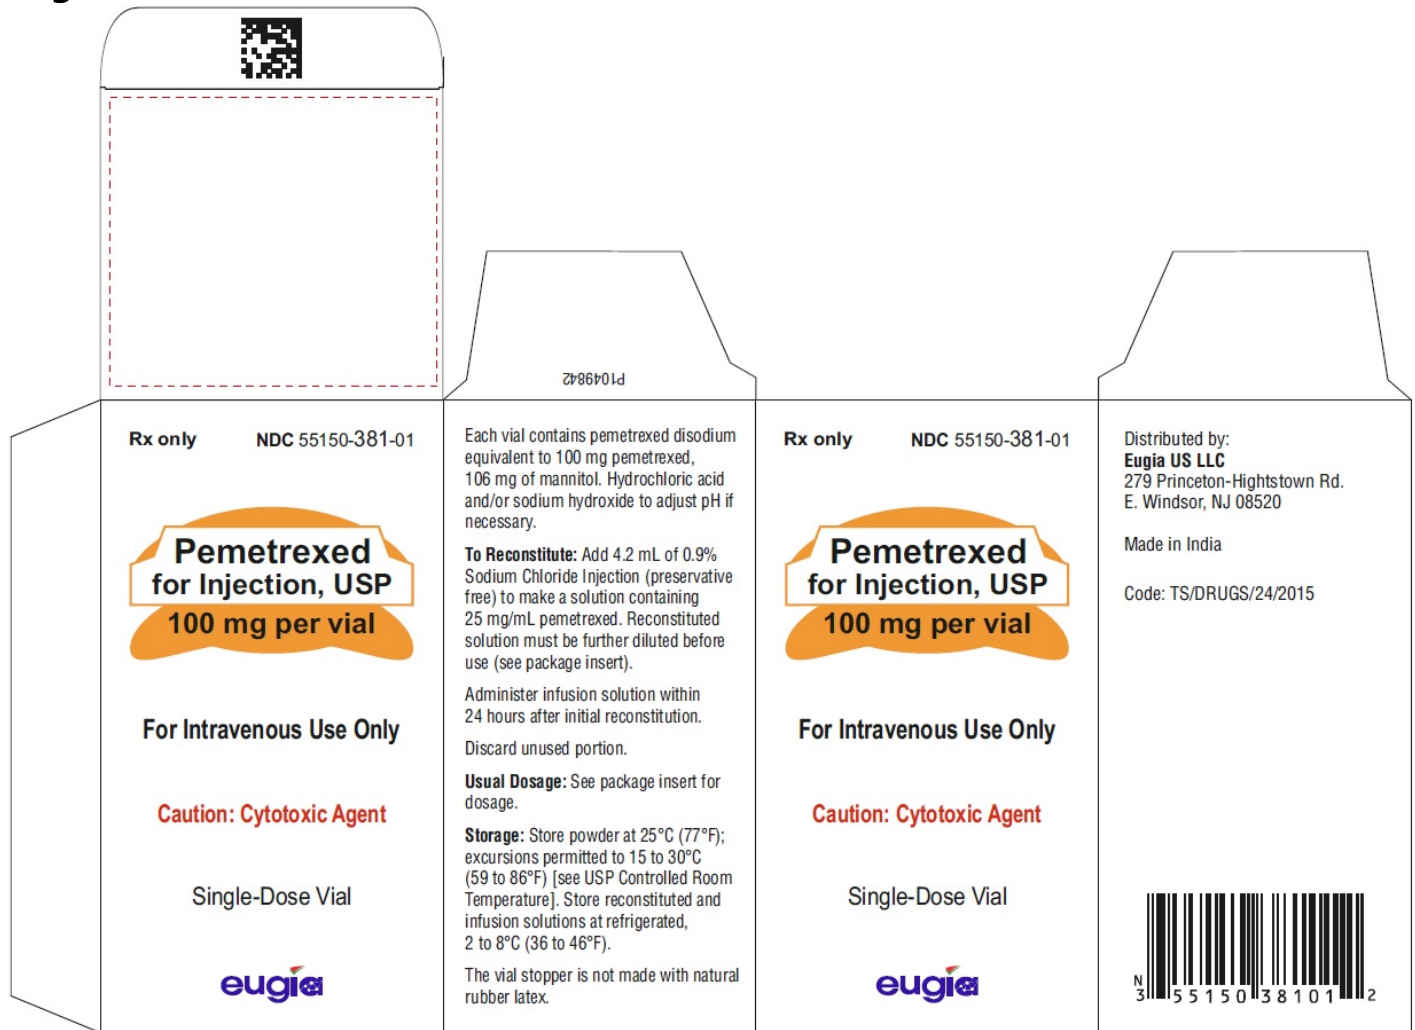 P1049842
Rx only NDC 55150-381-01
Pemetrexed
for Injection, USP
100 mg per vial
For Intravenous Use Only
Caution: Cytotoxic Agent
Single-Dose Vial
eugia
Each vial contains pemetrexed disodium
equivalent to 100 mg pemetrexed,
106 mg of mannitol. Hydrochloric acid
and/or sodium hydroxide to adjust pH if
necessary.
To Reconstitute: Add 4.2 mL of 0.9%
Sodium Chloride Injection (preservative
free) to make a solution containing
25 mg/mL pemetrexed. Reconstituted
solution must be further diluted before
use (see package insert).
Administer infusion solution within
24 hours after initial reconstitution.
Discard unused portion.
Usual Dosage: See package insert for
dosage.
Storage: Store powder at 25°C (77°F);
excursions permitted to 15 to 30°C
(59 to 86°F) [see USP Controlled Room
Temperature]. Store reconstituted and
infusion solutions at refrigerated,
2 to 8°C (36 to 46°F).
The vial stopper is not made with natural
rubber latex.
Rx only NDC 55150-381-01
Pemetrexed
for Injection, USP
100 mg per vial
For Intravenous Use Only
Caution: Cytotoxic Agent
Single-Dose Vial
eugia
Distributed by:
Eugia US LLC
279 Princeton-Hightstown Rd.
E. Windsor, NJ 08520
Made in India
Code: TS/DRUGS/24/2015
N
3 55150 38101 2